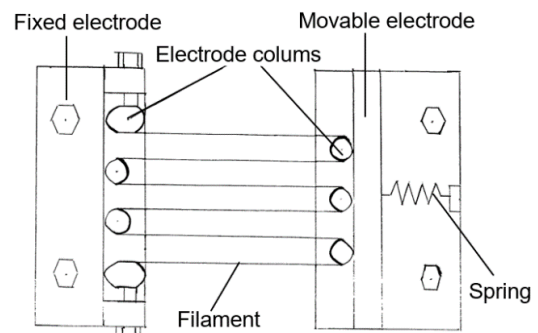 Fixed electrode
Movable electrode
Electrode colums
Spring
Filament